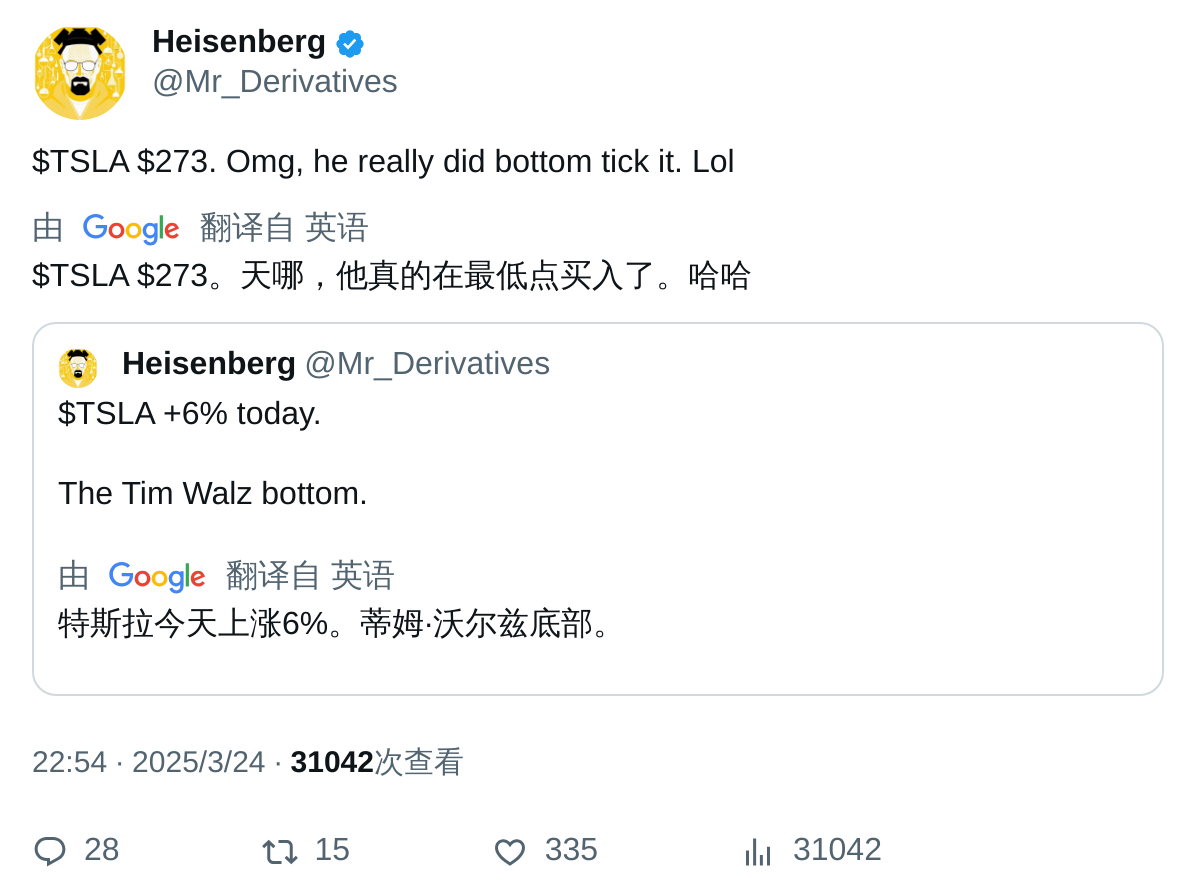 Heisenberg
@Mr_Derivatives
$TSLA $273. Omg, he really did bottom tick it. Lol
由 Google 翻译自 英语
$TSLA $273。天哪，他真的在最低点买入了。哈哈
Heisenberg @Mr_Derivatives
$TSLA +6% today.
The Tim Walz bottom.
由 Google 翻译自 英语
特斯拉今天上涨6%。蒂姆·沃尔兹底部。
22:54 · 2025/3/24 · 31042次查看
28 15 335 31042